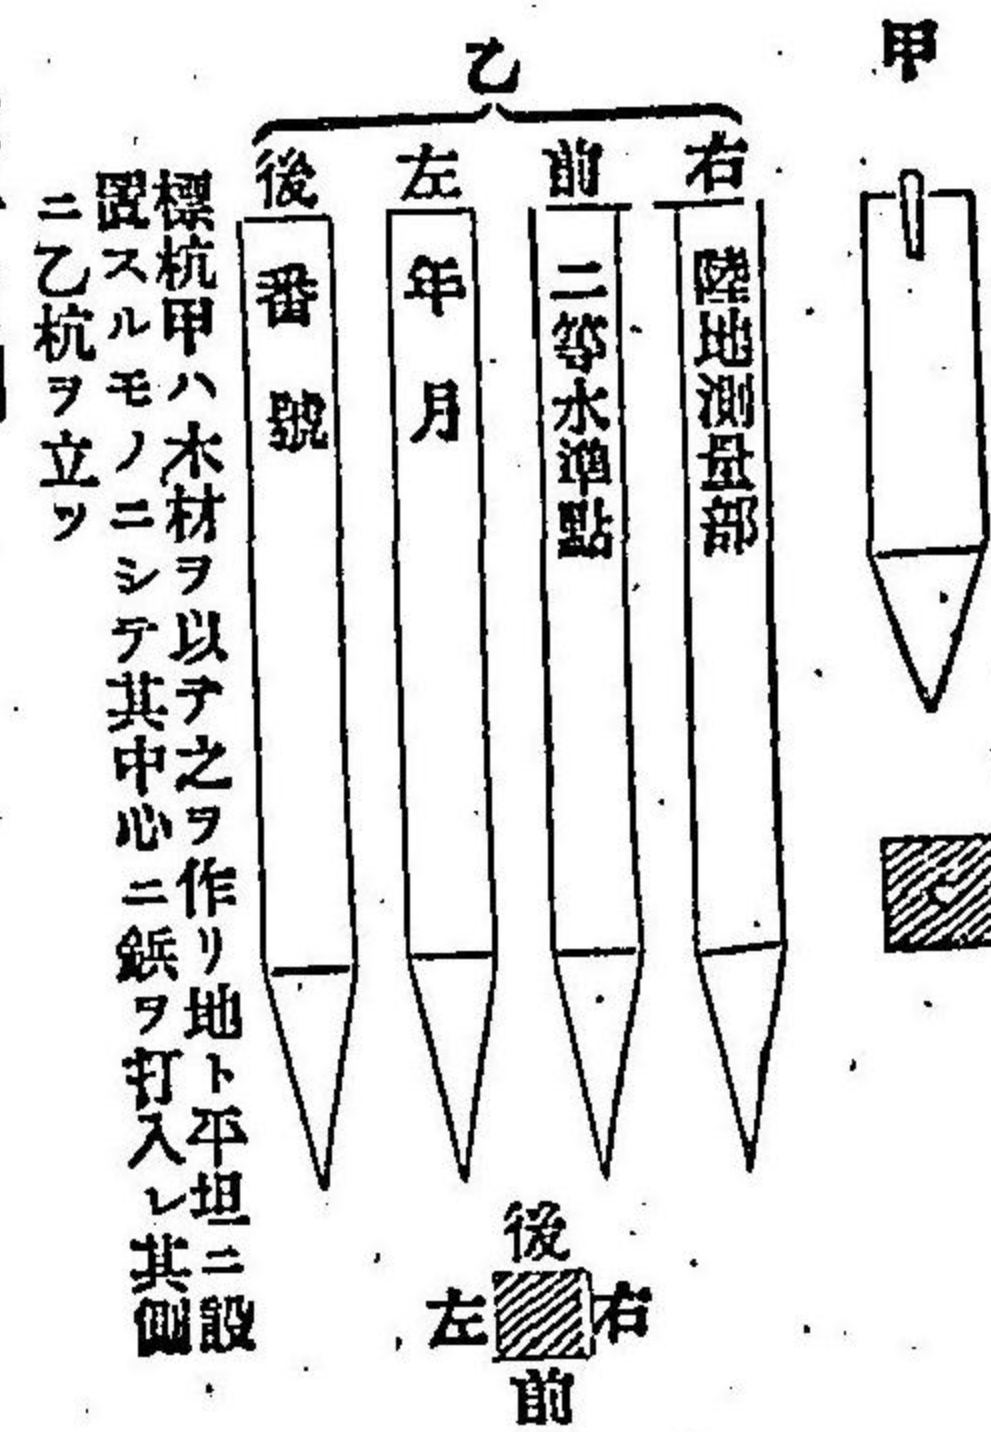 甲
乙
右
前
左
後
陸地測量部
二等水準點
年月
番號
後
左
右
前
標杭甲ハ木材ヲ以テ之ヲ作リ地ト平坦ニ設
置スルモノニシテ其中心ニ鋲ヲ打入レ其側
ニ乙杭ヲ立ツ